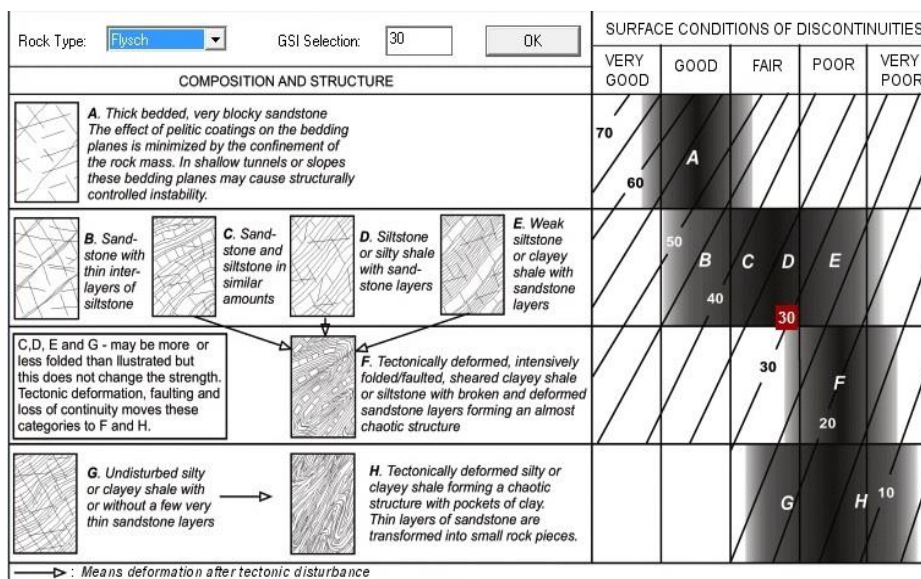 Rock Type: Flysch GSI Selection: 30 OK
SURFACE CONDITIONS OF DISCONTINUITIES
VERY GOOD
GOOD
FAIR
POOR
VERY POOR
COMPOSITION AND STRUCTURE
A. Thick bedded, very blocky sandstone
The effect of pelitic coatings on the bedding
planes is minimized by the confinement of
the rock mass. In shallow tunnels or slopes
these bedding planes may cause structurally
controlled instability.
70
60
A
B. Sand-
stone with
thin inter-
layers of
siltstone
C. Sand-
stone and
siltstone in
similar
amounts
D. Siltstone
or silty shale
with sand-
stone layers
E. Weak
siltstone
or clayey
shale with
sandstone
layers
50
B C D E
40
30
C,D, E and G - may be more or
less folded than llustrated but
this does not change the strength.
Tectonic deformation, faulting and
loss of continuity moves these
categories to F and H.
F. Tectonically deformed, intensively
folded/faulted, sheared clayey shale
or siltstone with broken and deformed
sandstone layers forming an almost
chaotic structure
30
F
20
G. Undisturbed silty
or clayey shale with
or without a few very
thin sandstone layers
H. Tectonically deformed silty or
clayey shale forming a chaotic
structure with pockets of clay.
Thin layers of sandstone are
transformed into small rock pieces.
G H 10
: Means deformation after tectonic disturbance